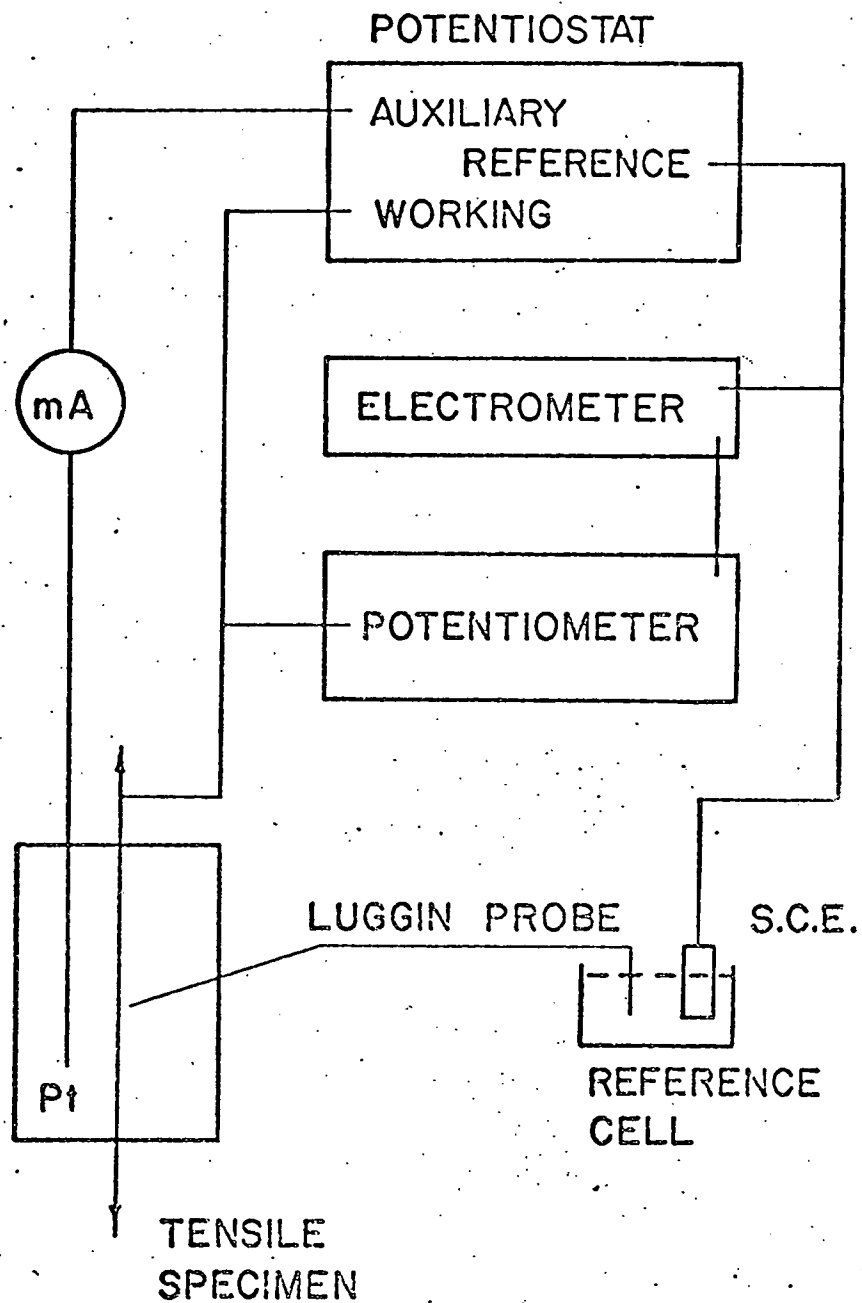 POTENTIOSTAT
AUXILIARY
REFERENCE
WORKING
mA
ELECTROMETER
POTENTIOMETER
LUGGIN PROBE
S.C.E.
Pt
REFERENCE
CELL
TENSILE
SPECIMEN